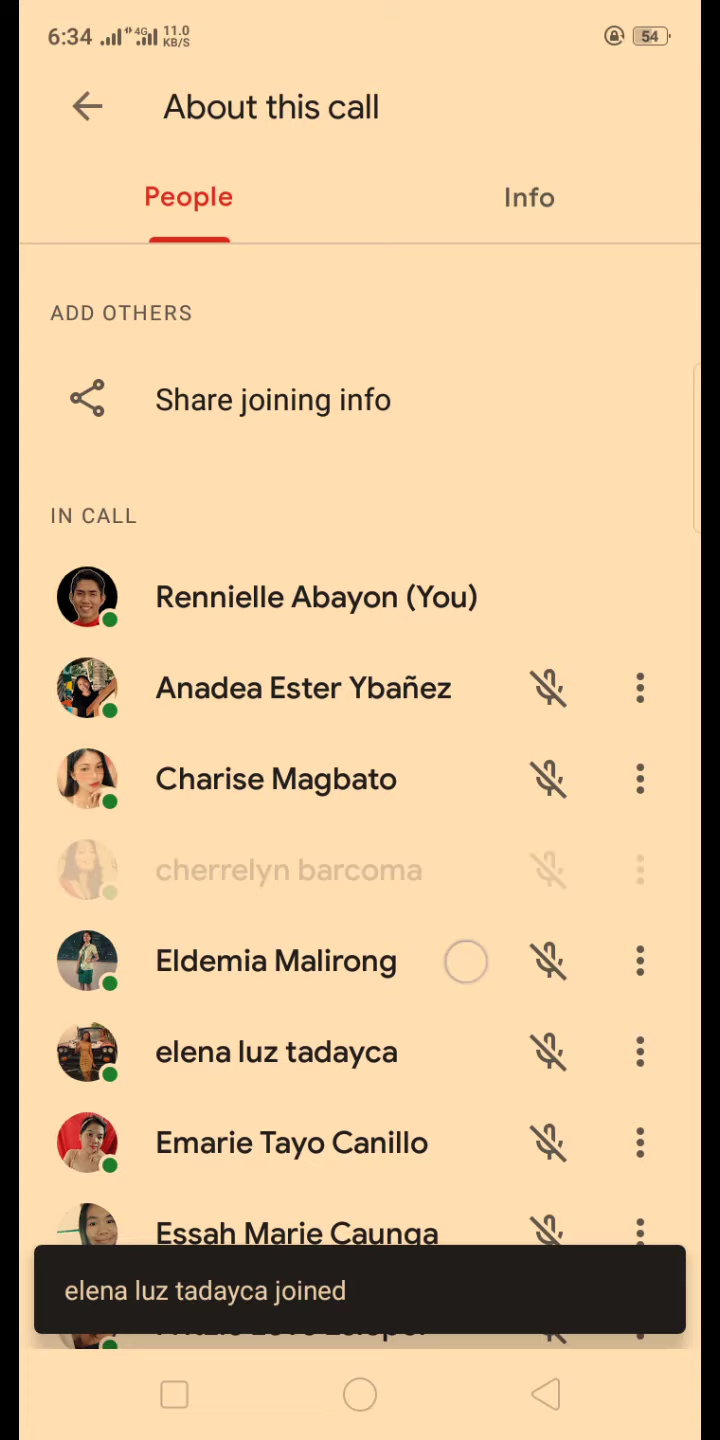 6:34 4G 11.0 KB/S 54
About this call
People Info
ADD OTHERS
Share joining info
IN CALL
Rennielle Abayon (You)
Anadea Ester Ybañez
Charise Magbato
cherrelyn barcoma
Eldemia Malirong
elena luz tadayca
Emarie Tayo Canillo
Essah Marie Caunga
elena luz tadayca joined